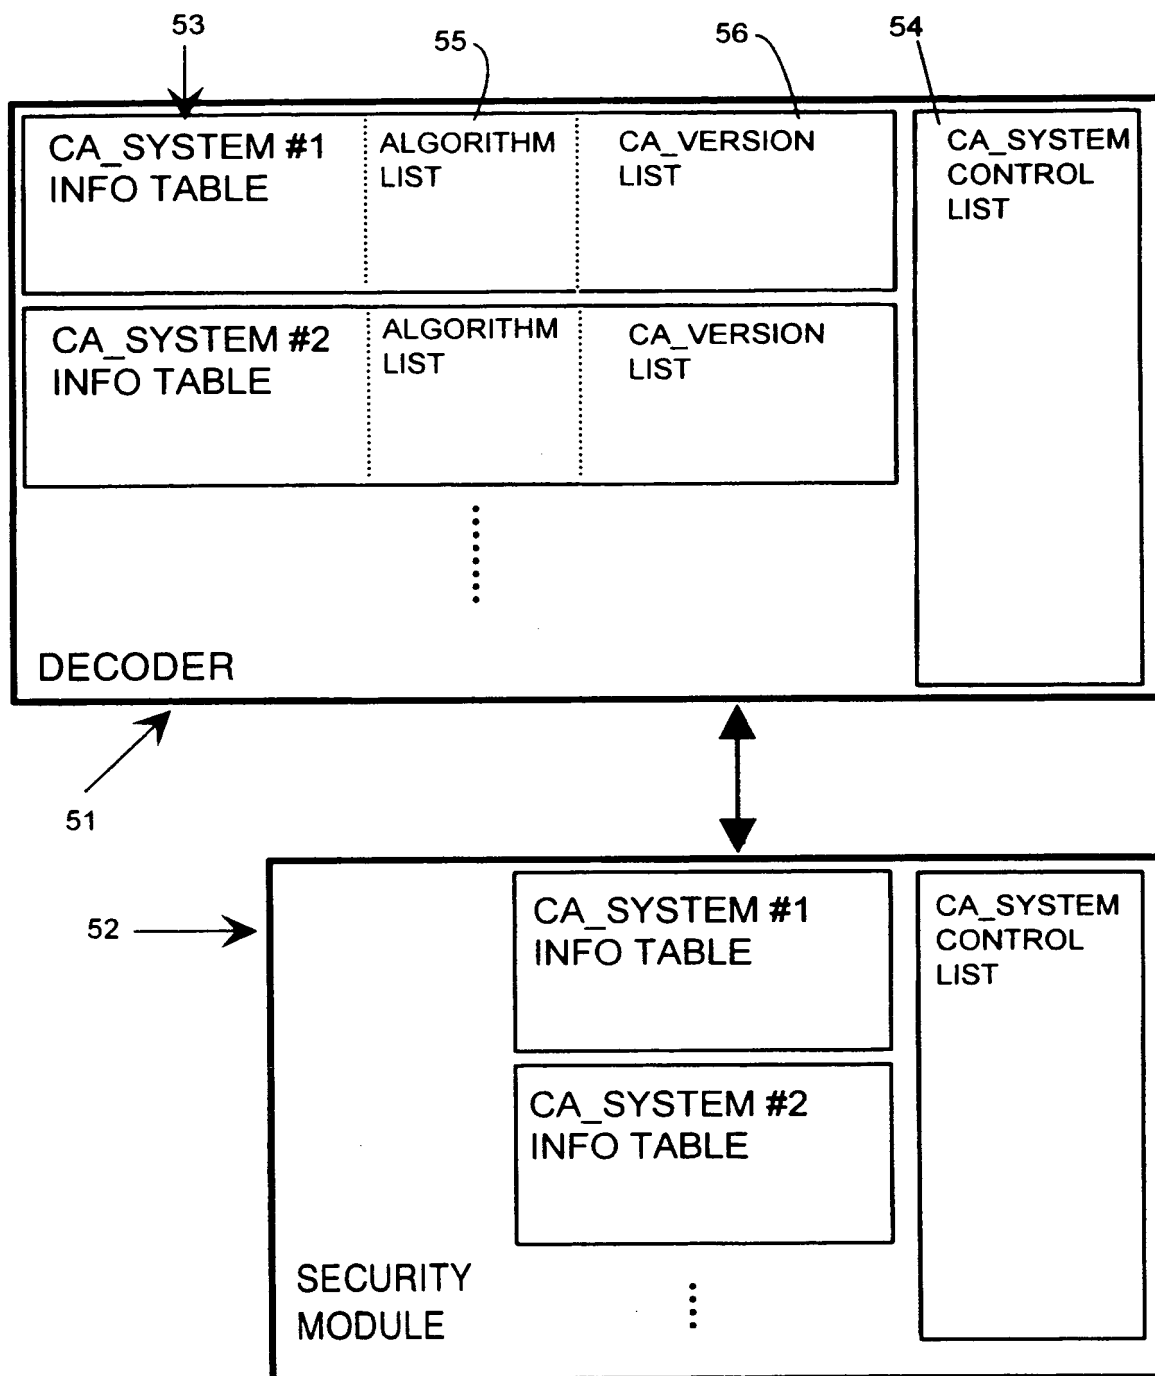 53
55
56
54
CA_SYSTEM #1
INFO TABLE
ALGORITHM
LIST
CA_VERSION
LIST
CA_SYSTEM
CONTROL
LIST
CA_SYSTEM #2
INFO TABLE
ALGORITHM
LIST
CA_VERSION
LIST
DECODER
51
52
CA_SYSTEM #1
INFO TABLE
CA_SYSTEM
CONTROL
LIST
CA_SYSTEM #2
INFO TABLE
SECURITY
MODULE